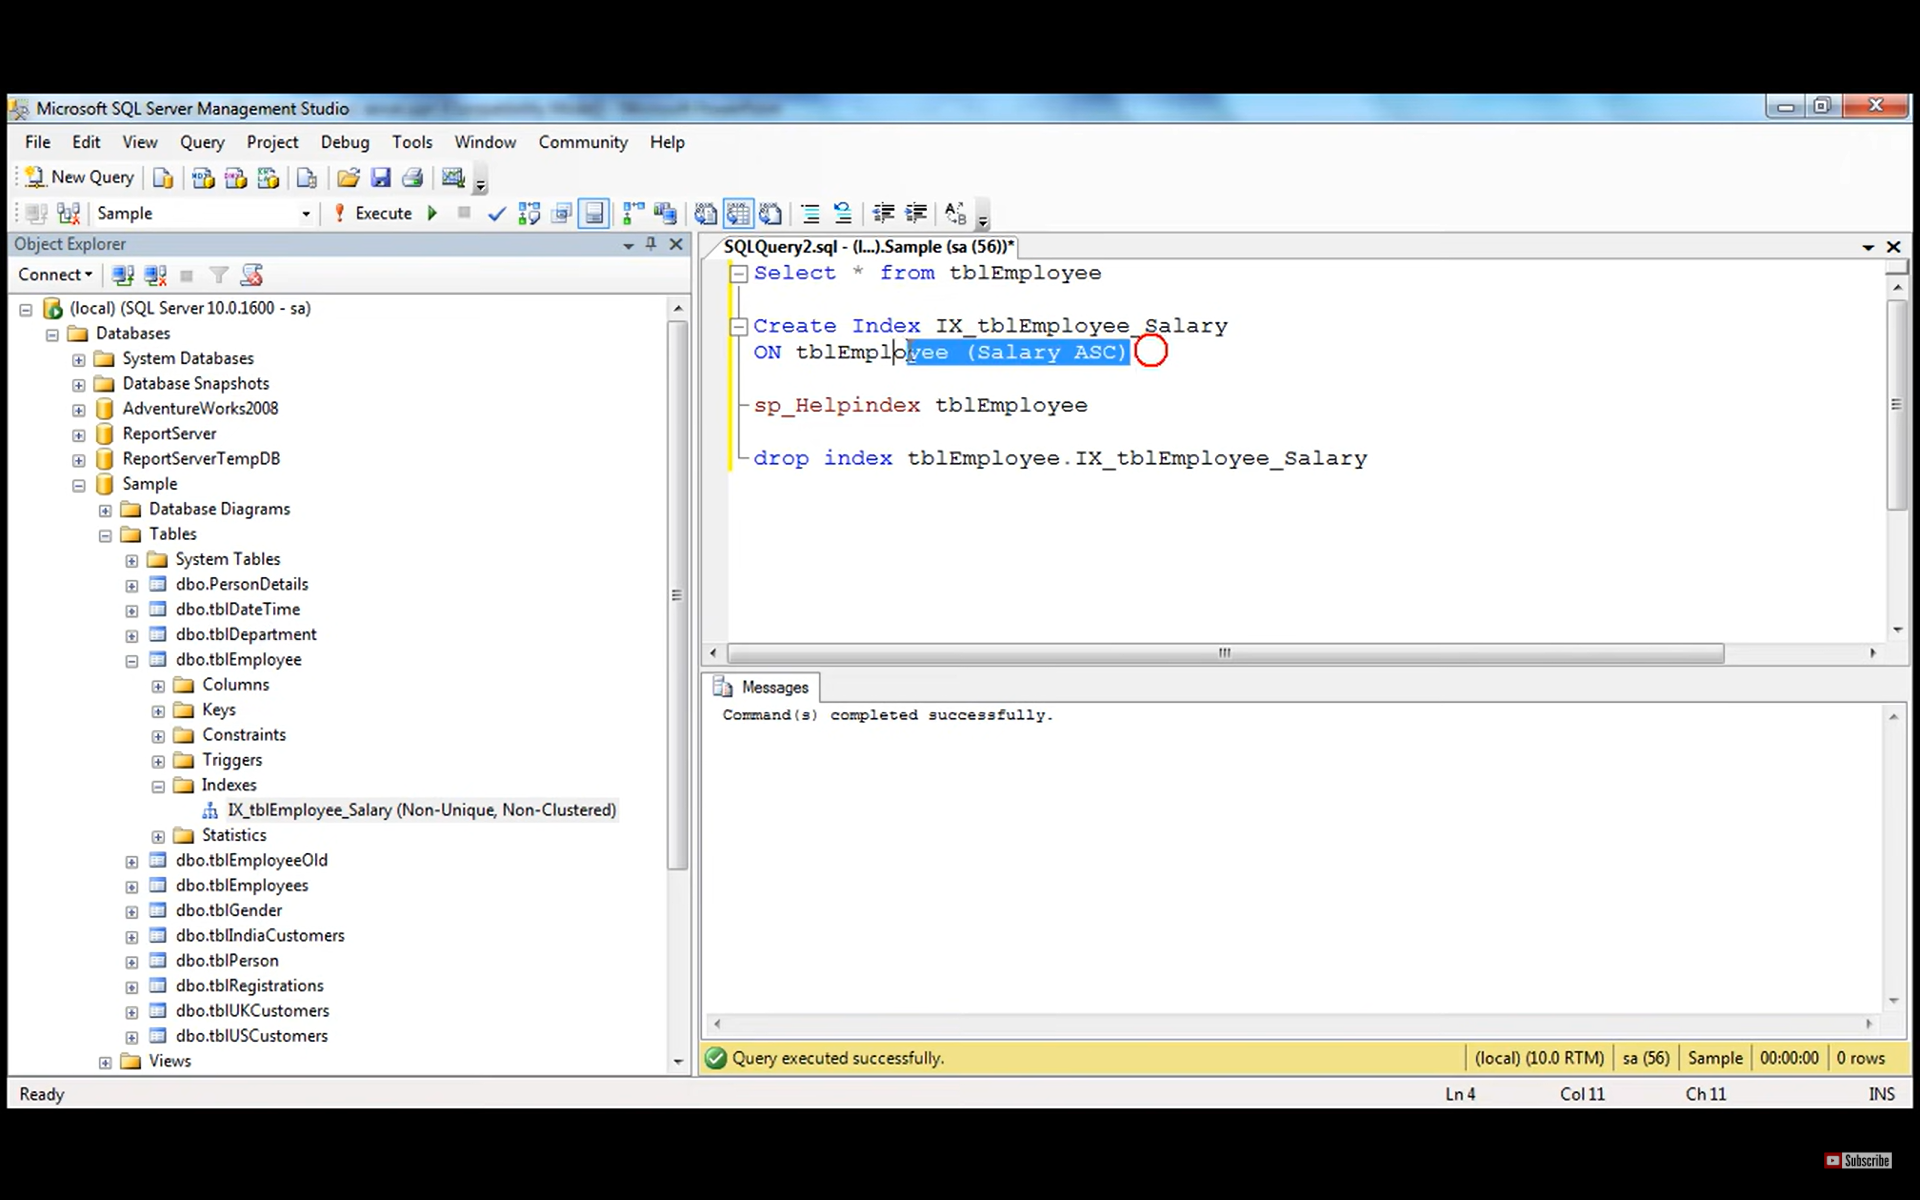 Microsoft SQL Server Management Studio
File Edit View Query Project Debug Tools Window Community Help
New Query
Sample Execute
Object Explorer
Connect
(local) (SQL Server 10.0.1600 - sa)
Databases
System Databases
Database Snapshots
AdventureWorks2008
ReportServer
ReportServerTempDB
Sample
Database Diagrams
Tables
System Tables
dbo.PersonDetails
dbo.tblDateTime
dbo.tblDepartment
dbo.tblEmployee
Columns
Keys
Constraints
Triggers
Indexes
IX_tblEmployee_Salary (Non-Unique, Non-Clustered)
Statistics
dbo.tblEmployeeOld
dbo.tblEmployees
dbo.tblGender
dbo.tblIndiaCustomers
dbo.tblPerson
dbo.tblRegistrations
dbo.tblUKCustomers
dbo.tblUSCustomers
Views
SQLQuery2.sql - (l...).Sample (sa (56))*
Select * from tblEmployee
Create Index IX_tblEmployee_Salary
ON tblEmployee (Salary ASC)
sp_Helpindex tblEmployee
drop index tblEmployee.IX_tblEmployee_Salary
Messages
Command(s) completed successfully.
Query executed successfully. (local) (10.0 RTM) sa (56) Sample 00:00:00 0 rows
Ready Ln 4 Col 11 Ch 11 INS
Subscribe